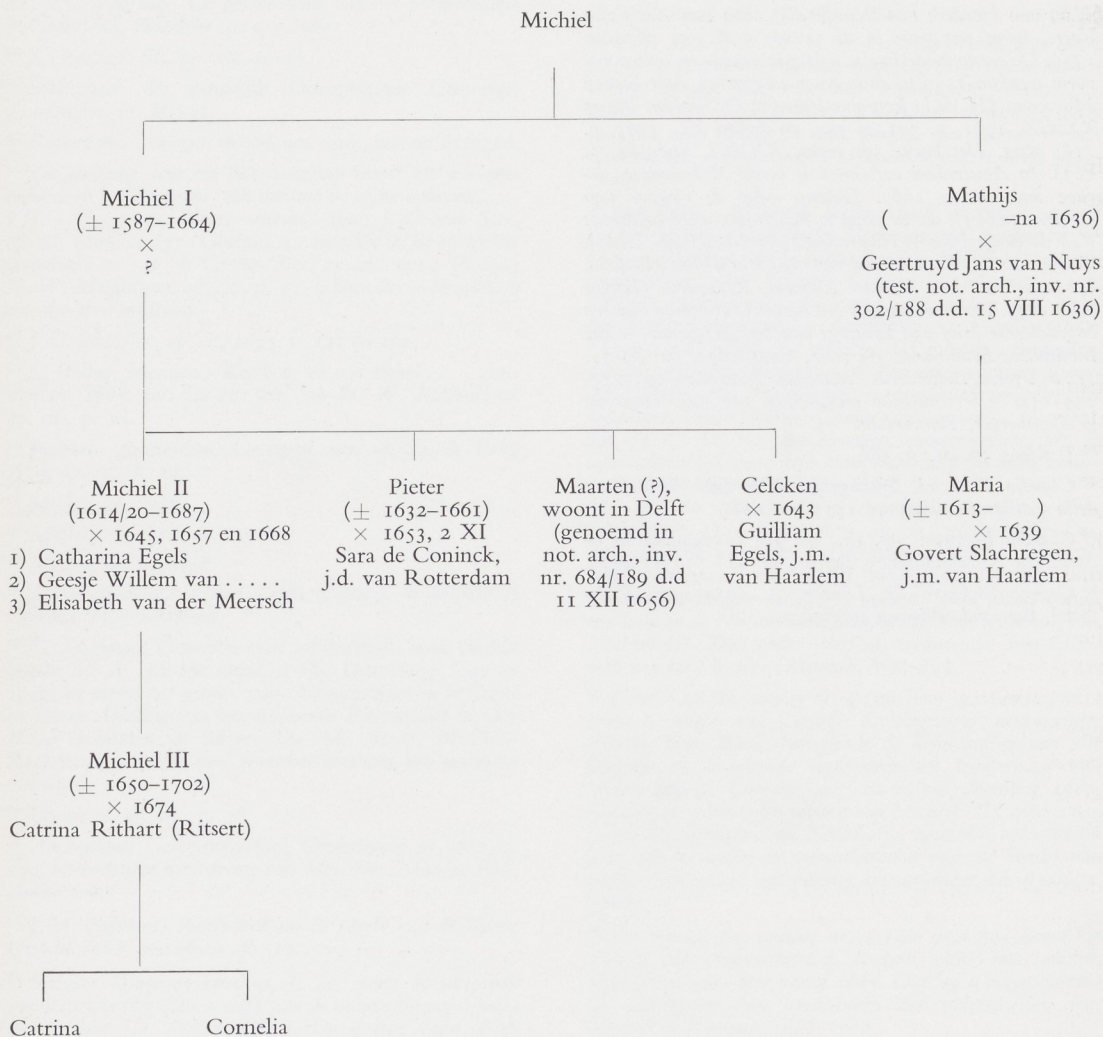 Michiel
Michiel I
(± 1587–1664)
×
?
Mathijs
( –na 1636)
×
Geertruyd Jans van Nuys
(test. not. arch., inv. nr.
302/188 d.d. 15 VIII 1636)
Michiel II
(1614/20–1687)
× 1645, 1657 en 1668
1) Catharina Egels
2) Geesje Willem van . . . . .
3) Elisabeth van der Meersch
Pieter
(± 1632–1661)
× 1653, 2 XI
Sara de Coninck,
j.d. van Rotterdam
Maarten (?),
woont in Delft
(genoemd in
not. arch., inv.
nr. 684/189 d.d
11 XII 1656)
Celcken
× 1643
Guilliam
Egels, j.m.
van Haarlem
Maria
(± 1613– )
× 1639
Govert Slachregen,
j.m. van Haarlem
Michiel III
(± 1650–1702)
× 1674
Catrina Rithart (Ritsert)
Catrina
Cornelia